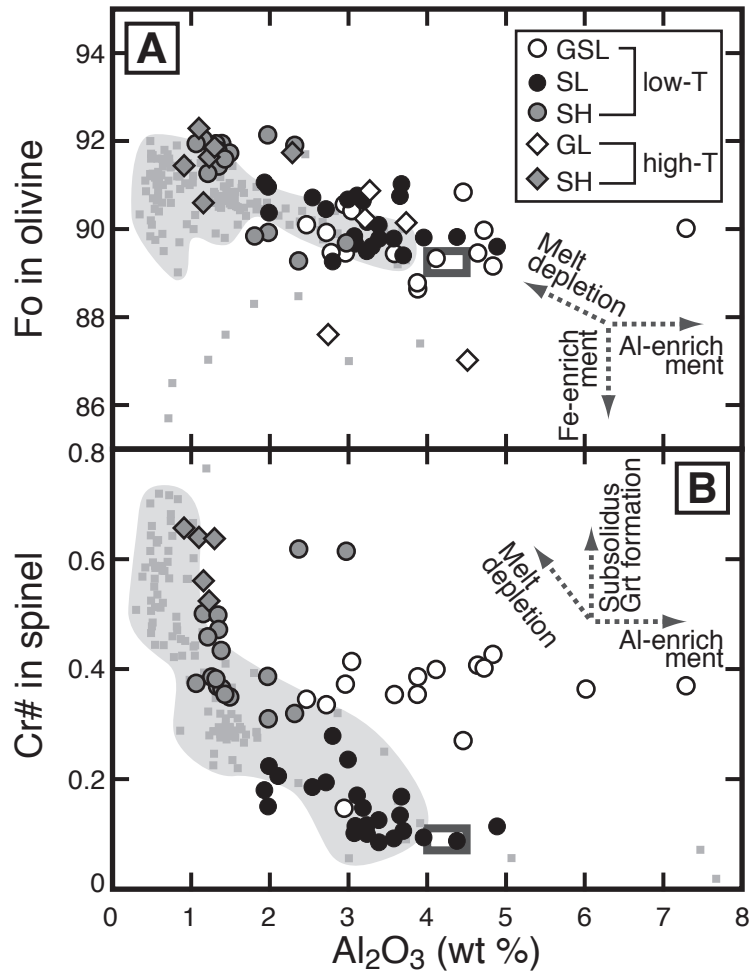 A
94
92
90
88
86
Fo in olivine
GSL
SL
SH
low-T
GL
SH
high-T
Melt
depletion
Al-enrich
ment
Fe-enrich
ment
B
0.8
0.6
0.4
0.2
0
Cr# in spinel
Melt
depletion
Subsolidus
Grt formation
Al-enrich
ment
0 1 2 3 4 5 6 7 8
Al₂O₃ (wt %)